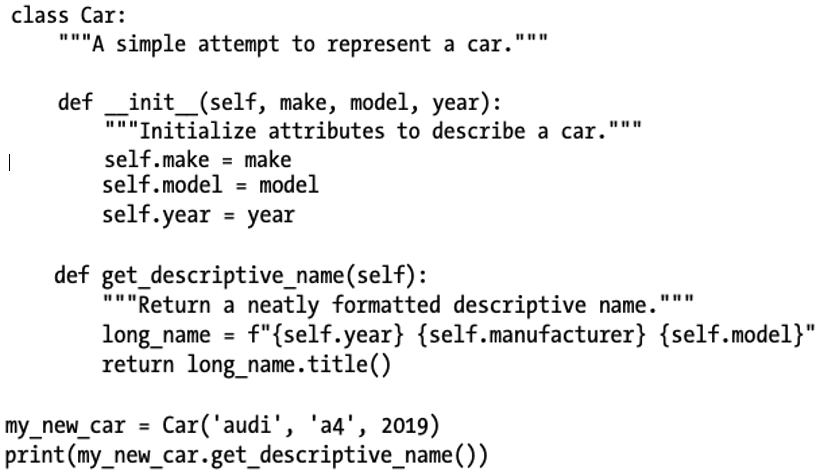 class Car:
    """A simple attempt to represent a car."""

    def __init__(self, make, model, year):
        """Initialize attributes to describe a car."""
        self.make = make
        self.model = model
        self.year = year

    def get_descriptive_name(self):
        """Return a neatly formatted descriptive name."""
        long_name = f"{self.year} {self.manufacturer} {self.model}"
        return long_name.title()

my_new_car = Car('audi', 'a4', 2019)
print(my_new_car.get_descriptive_name())